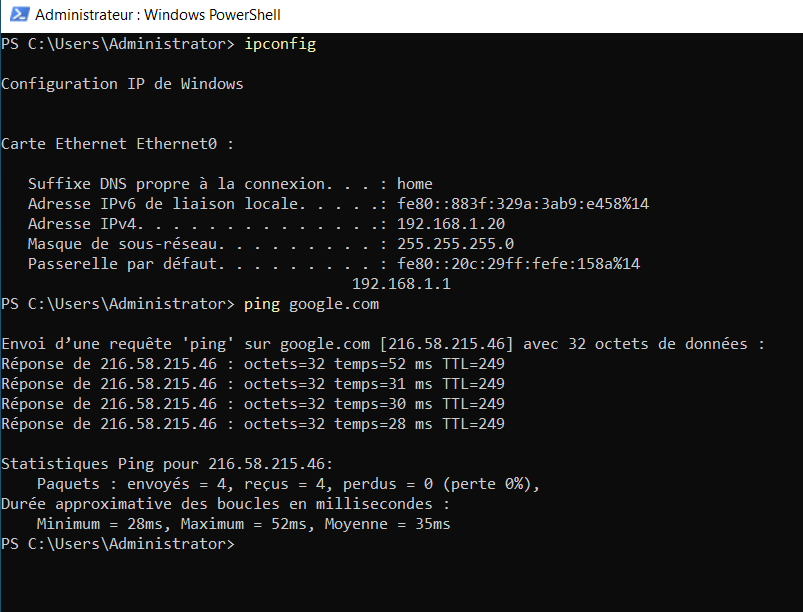 Administrateur : Windows PowerShell
PS C:\Users\Administrator> ipconfig
Configuration IP de Windows
Carte Ethernet Ethernet0 :
Suffixe DNS propre à la connexion. . . : home
Adresse IPv6 de liaison locale. . . . .: fe80::883f:329a:3ab9:e458%14
Adresse IPv4. . . . . . . . . . . . . .: 192.168.1.20
Masque de sous-réseau. . . . . . . . . : 255.255.255.0
Passerelle par défaut. . . . . . . . . : fe80::20c:29ff:fefe:158a%14
192.168.1.1
PS C:\Users\Administrator> ping google.com
Envoi d’une requête 'ping' sur google.com [216.58.215.46] avec 32 octets de données :
Réponse de 216.58.215.46 : octets=32 temps=52 ms TTL=249
Réponse de 216.58.215.46 : octets=32 temps=31 ms TTL=249
Réponse de 216.58.215.46 : octets=32 temps=30 ms TTL=249
Réponse de 216.58.215.46 : octets=32 temps=28 ms TTL=249
Statistiques Ping pour 216.58.215.46:
Paquets : envoyés = 4, reçus = 4, perdus = 0 (perte 0%),
Durée approximative des boucles en millisecondes :
Minimum = 28ms, Maximum = 52ms, Moyenne = 35ms
PS C:\Users\Administrator>